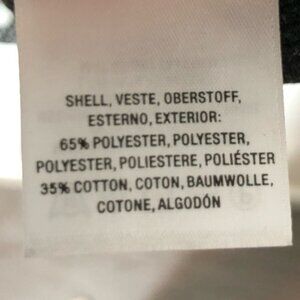 SHELL, VESTE, OBERSTOFF,
ESTERNO, EXTERIOR:
65% POLYESTER, POLYESTER,
POLYESTER, POLIESTERE, POLIÉSTER
35% COTTON, COTON, BAUMWOLLE,
COTONE, ALGODÓN